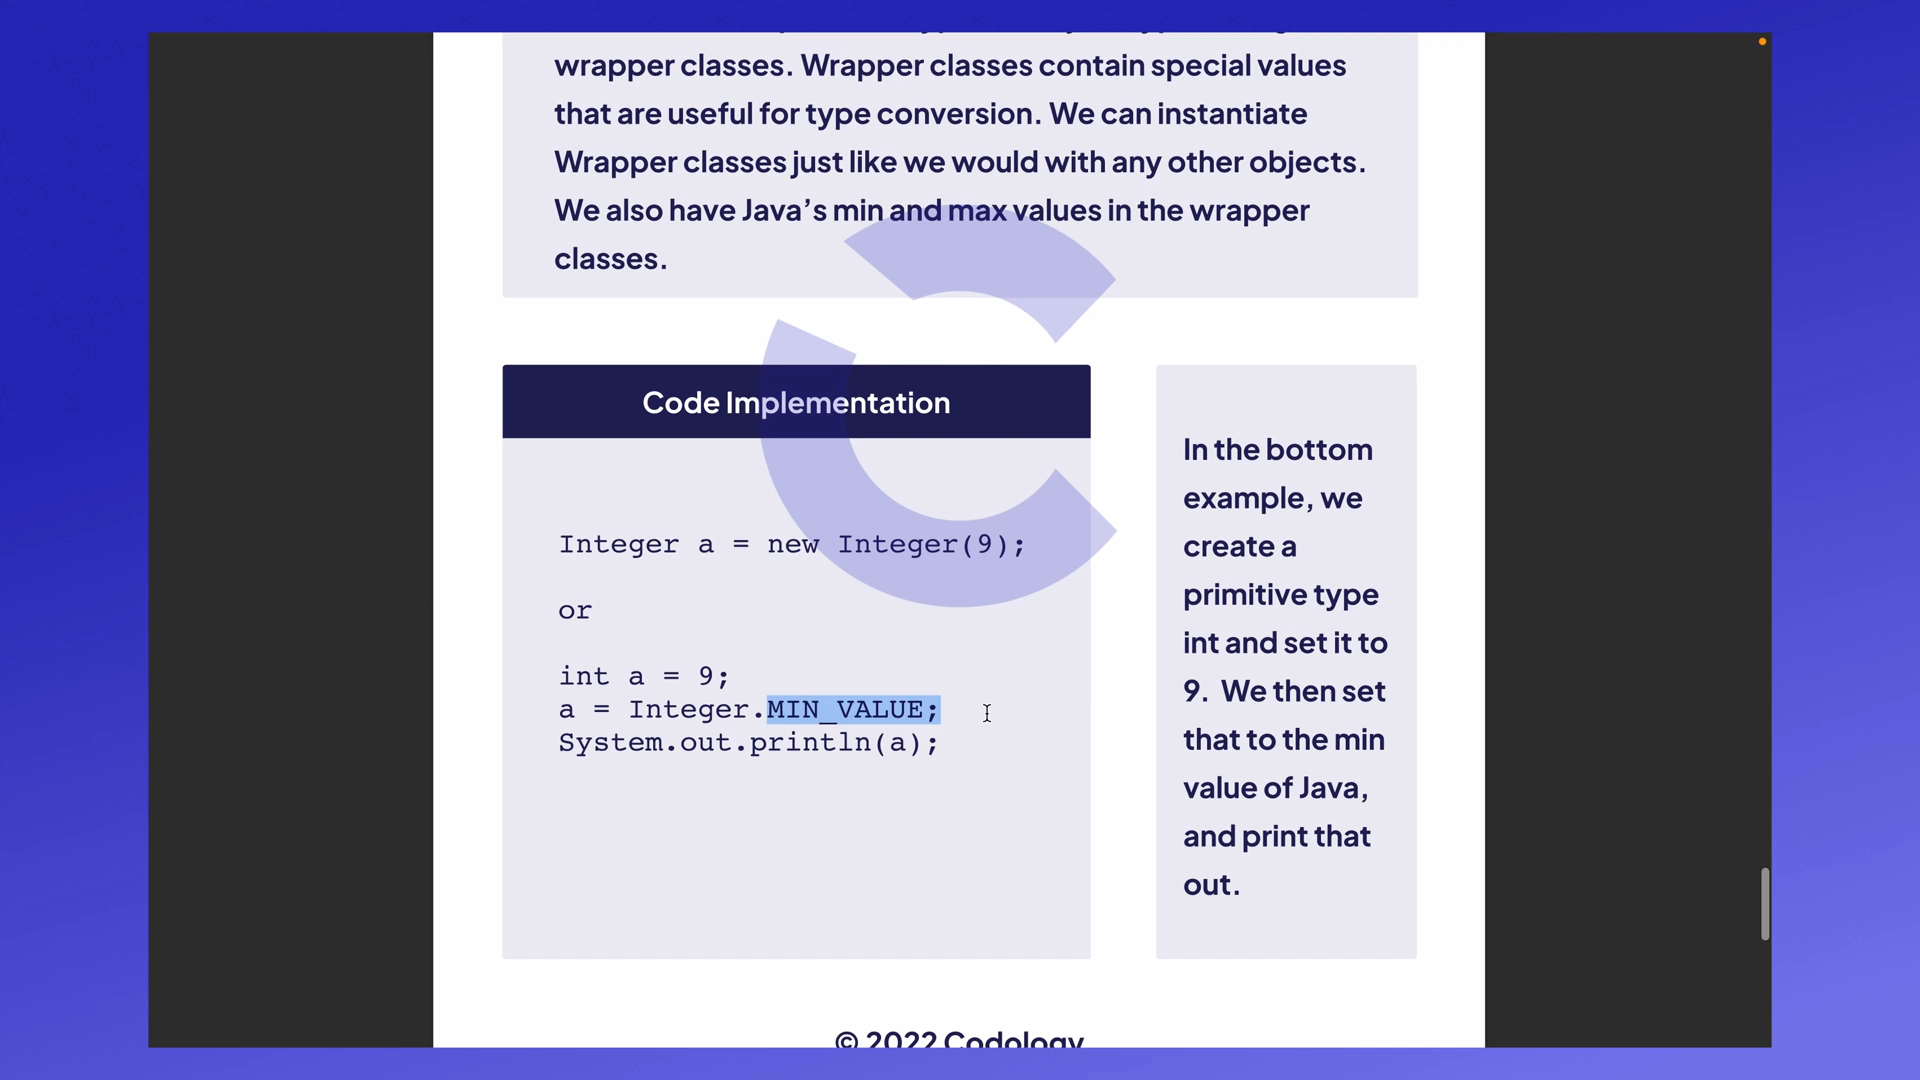 wrapper classes. Wrapper classes contain special values
that are useful for type conversion. We can instantiate
Wrapper classes just like we would with any other objects.
We also have Java’s min and max values in the wrapper
classes.
Code Implementation
Integer a = new Integer(9);
or
int a = 9;
a = Integer.MIN_VALUE;
System.out.println(a);
In the bottom
example, we
create a
primitive type
int and set it to
9. We then set
that to the min
value of Java,
and print that
out.
© 2022 Codology